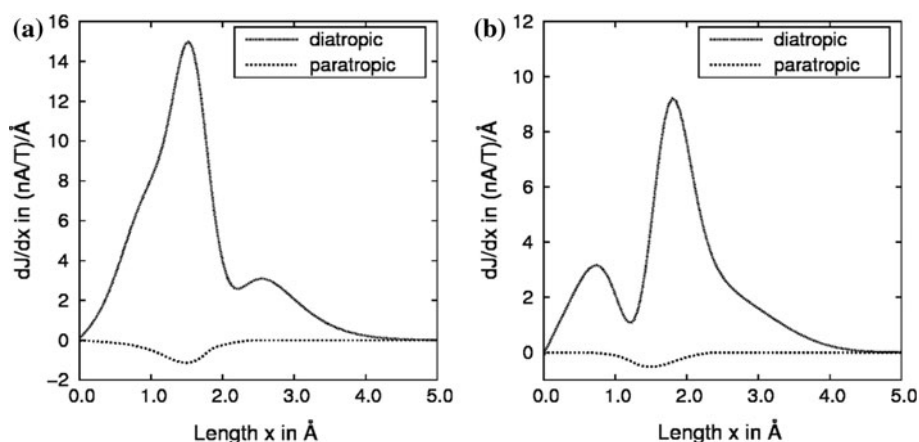 (a)
dJ/dx in (nA/T)/Å
16
14
12
10
8
6
4
2
0
−2
diatropic
paratropic
0.0 1.0 2.0 3.0 4.0 5.0
Length x in Å
(b)
dJ/dx in (nA/T)/Å
12
10
8
6
4
2
0
diatropic
paratropic
0.0 1.0 2.0 3.0 4.0 5.0
Length x in Å